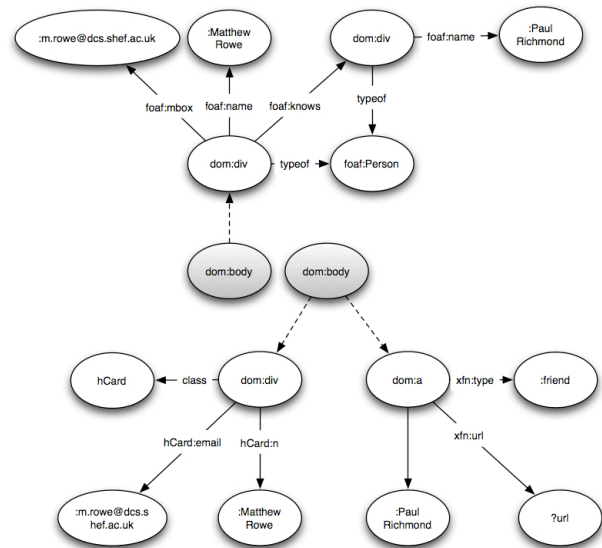 :m.rowe@dcs.shef.ac.uk
:Matthew
Rowe
dom:div
foaf:name
:Paul
Richmond
foaf:mbox
foaf:name
foaf:knows
typeof
dom:div
typeof
foaf:Person
dom:body
dom:body
hCard
class
dom:div
dom:a
xfn:type
:friend
hCard:email
hCard:n
xfn:url
:m.rowe@dcs.s
hef.ac.uk
:Matthew
Rowe
:Paul
Richmond
?url